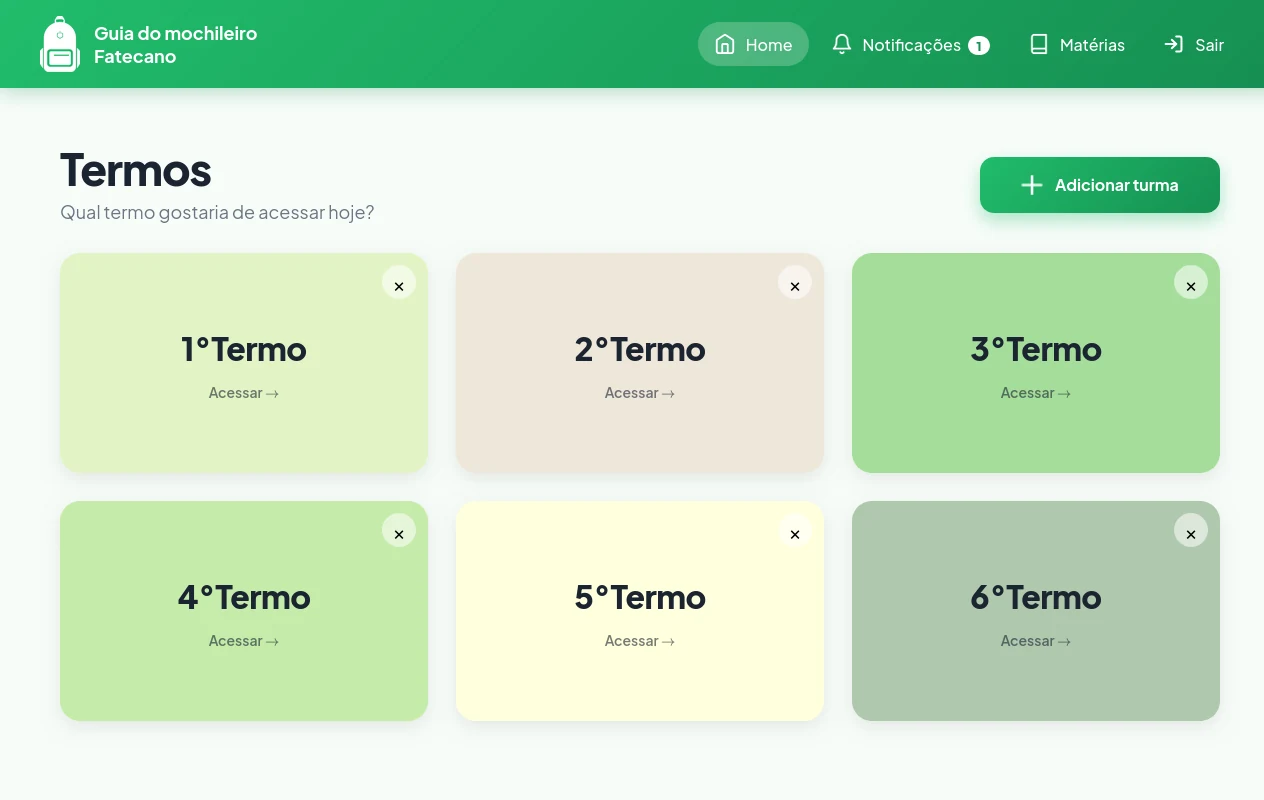 Guia do mochileiro
Fatecano
Home
Notificações 1
Matérias
Sair
Termos
Qual termo gostaria de acessar hoje?
Adicionar turma
×
1°Termo
Acessar →
×
2°Termo
Acessar →
×
3°Termo
Acessar →
×
4°Termo
Acessar →
×
5°Termo
Acessar →
×
6°Termo
Acessar →